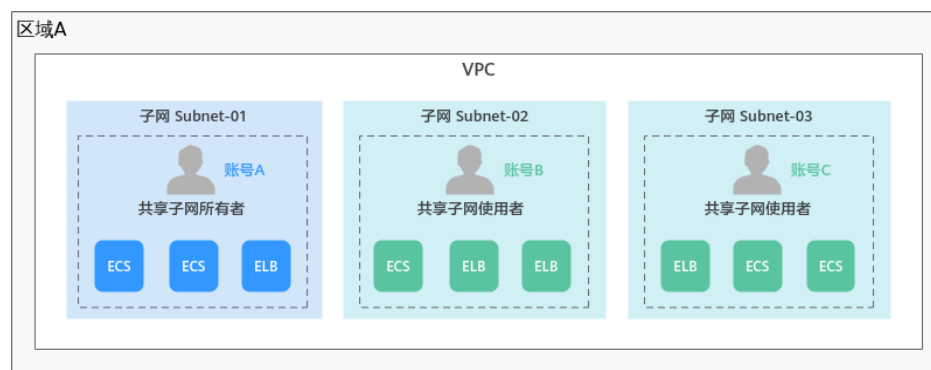 区域A
VPC
子网 Subnet-01
账号A
共享子网所有者
ECS
ECS
ELB
子网 Subnet-02
账号B
共享子网使用者
ECS
ELB
ELB
子网 Subnet-03
账号C
共享子网使用者
ELB
ECS
ECS